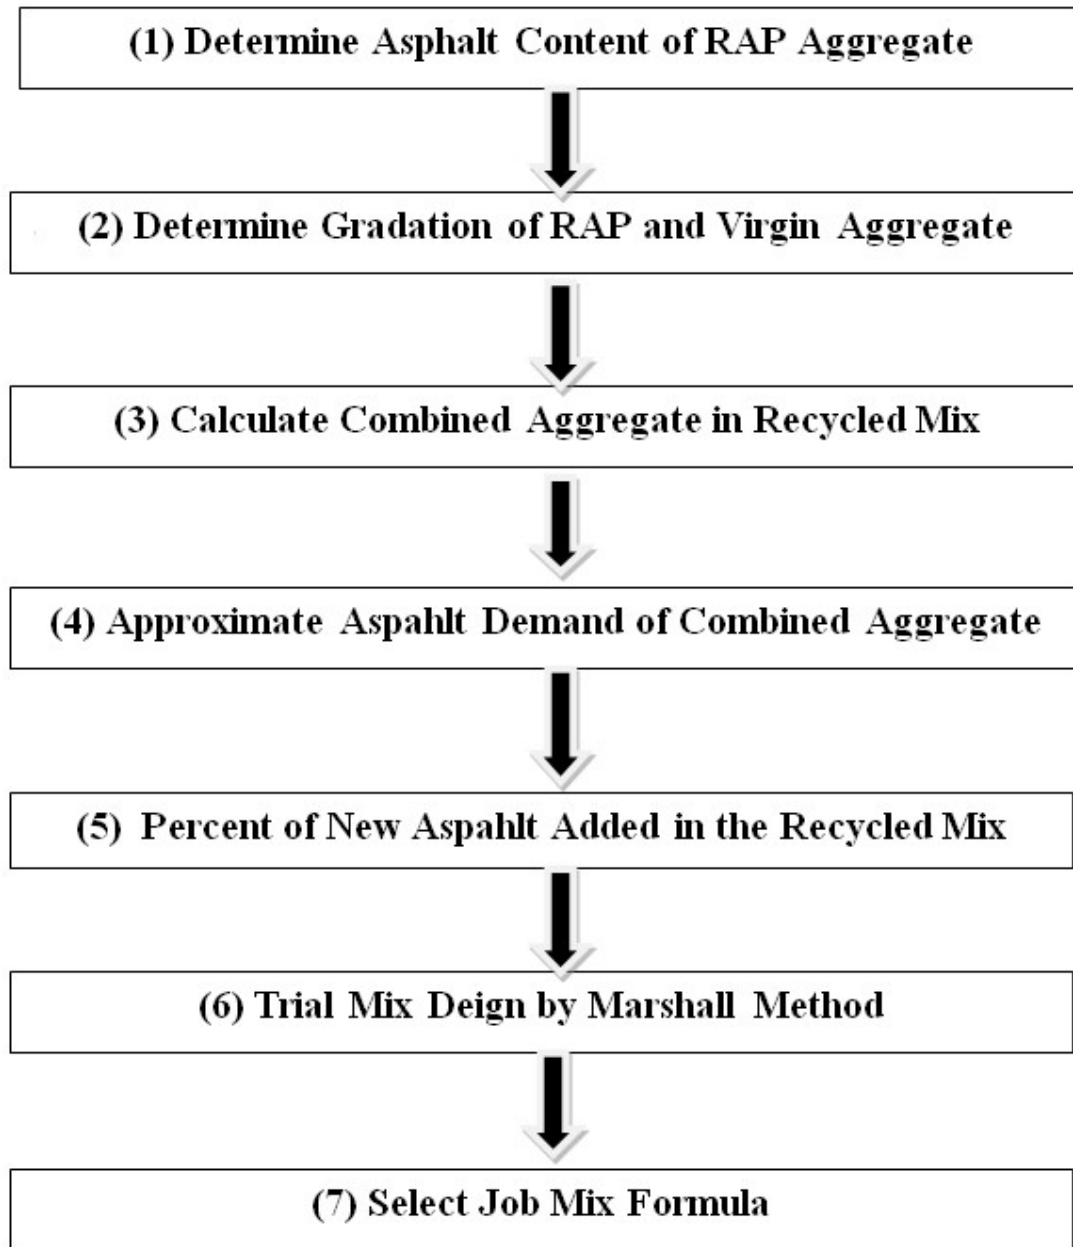 (1) Determine Asphalt Content of RAP Aggregate
(2) Determine Gradation of RAP and Virgin Aggregate
(3) Calculate Combined Aggregate in Recycled Mix
(4) Approximate Aspahlt Demand of Combined Aggregate
(5) Percent of New Aspahlt Added in the Recycled Mix
(6) Trial Mix Deign by Marshall Method
(7) Select Job Mix Formula